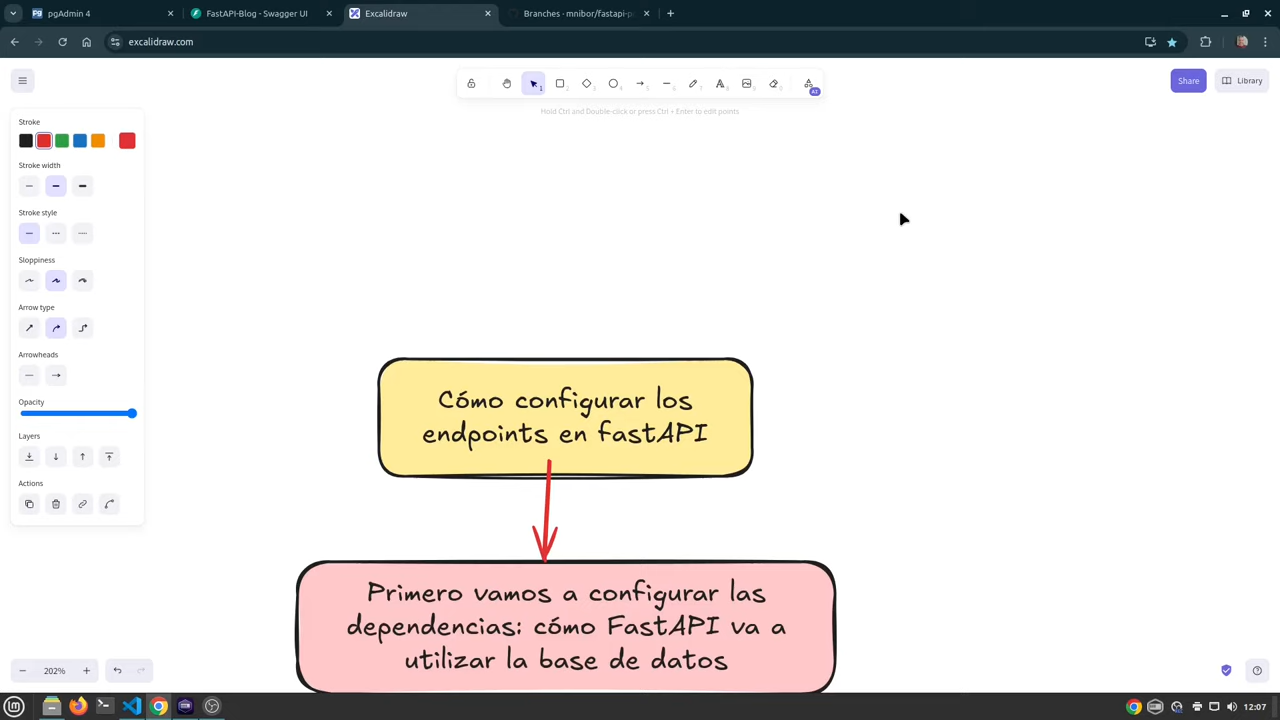 pgAdmin 4
FastAPI-Blog - Swagger UI
Excalidraw
Branches - mnibor/fastapi-p
excalidraw.com
Share
Library
Hold Ctrl and Double-click or press Ctrl + Enter to edit points
Stroke
Stroke width
Stroke style
Sloppiness
Arrow type
Arrowheads
Opacity
Layers
Actions
Cómo configurar los
endpoints en fastAPI
Primero vamos a configurar las
dependencias: cómo FastAPI va a
utilizar la base de datos
202%
12:07